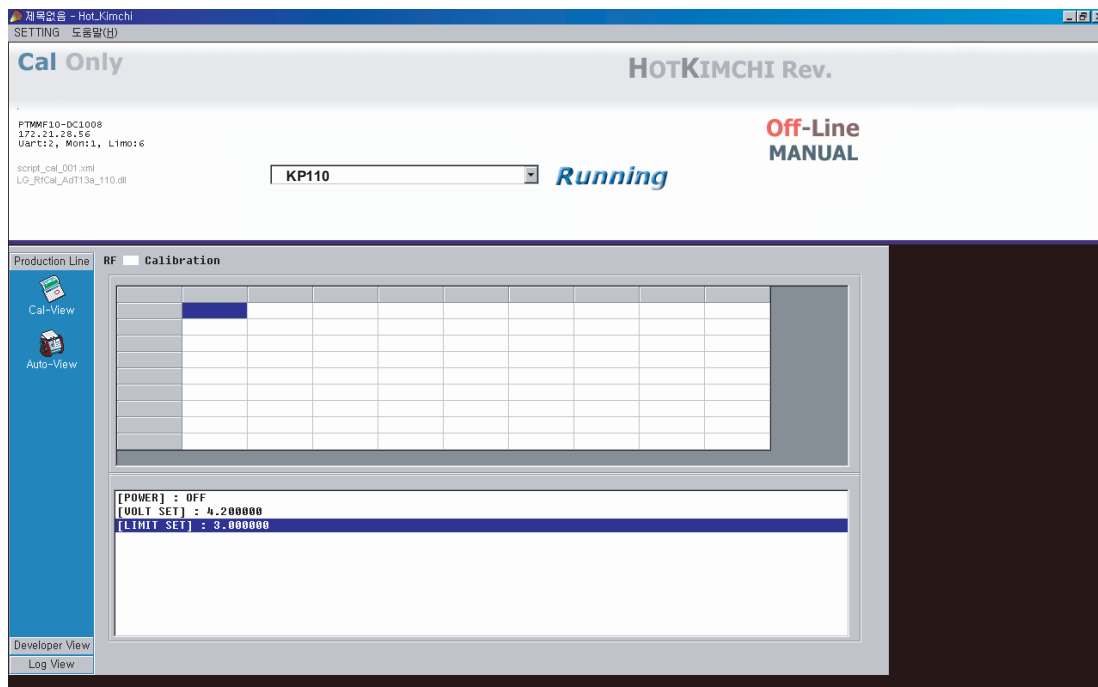 제목없음 - Hot_Kimchi
SETTING 도움말(H)
Cal Only
HOTKIMCHI Rev.
PTMMF10-DC1008
172.21.28.56
Uart:2, Mon:1, Limo:6
Off-Line
MANUAL
script_cal_001.xml
LG_RfCal_AdT13a_110.dll
KP110
Running
Production Line
RF Calibration
Cal-View
Auto-View
[POWER] : OFF
[VOLT SET] : 4.200000
[LIMIT SET] : 3.000000
Developer View
Log View